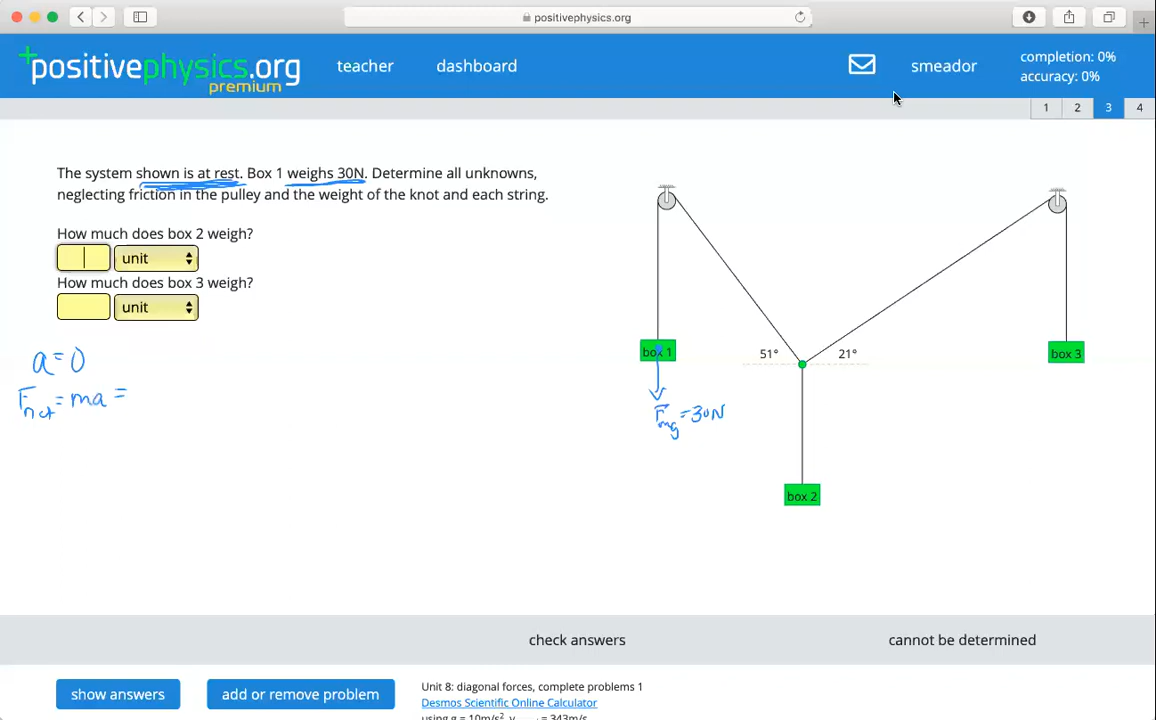 positivephysics.org
+positivephysics.org
premium
teacher
dashboard
smeador
completion: 0%
accuracy: 0%
1 2 3 4
The system shown is at rest. Box 1 weighs 30N. Determine all unknowns,
neglecting friction in the pulley and the weight of the knot and each string.
How much does box 2 weigh?
unit
How much does box 3 weigh?
unit
a=0
Fnet=ma=
box 1
51°
21°
box 3
Fmg=30N
box 2
check answers
cannot be determined
show answers
add or remove problem
Unit 8: diagonal forces, complete problems 1
Desmos Scientific Online Calculator